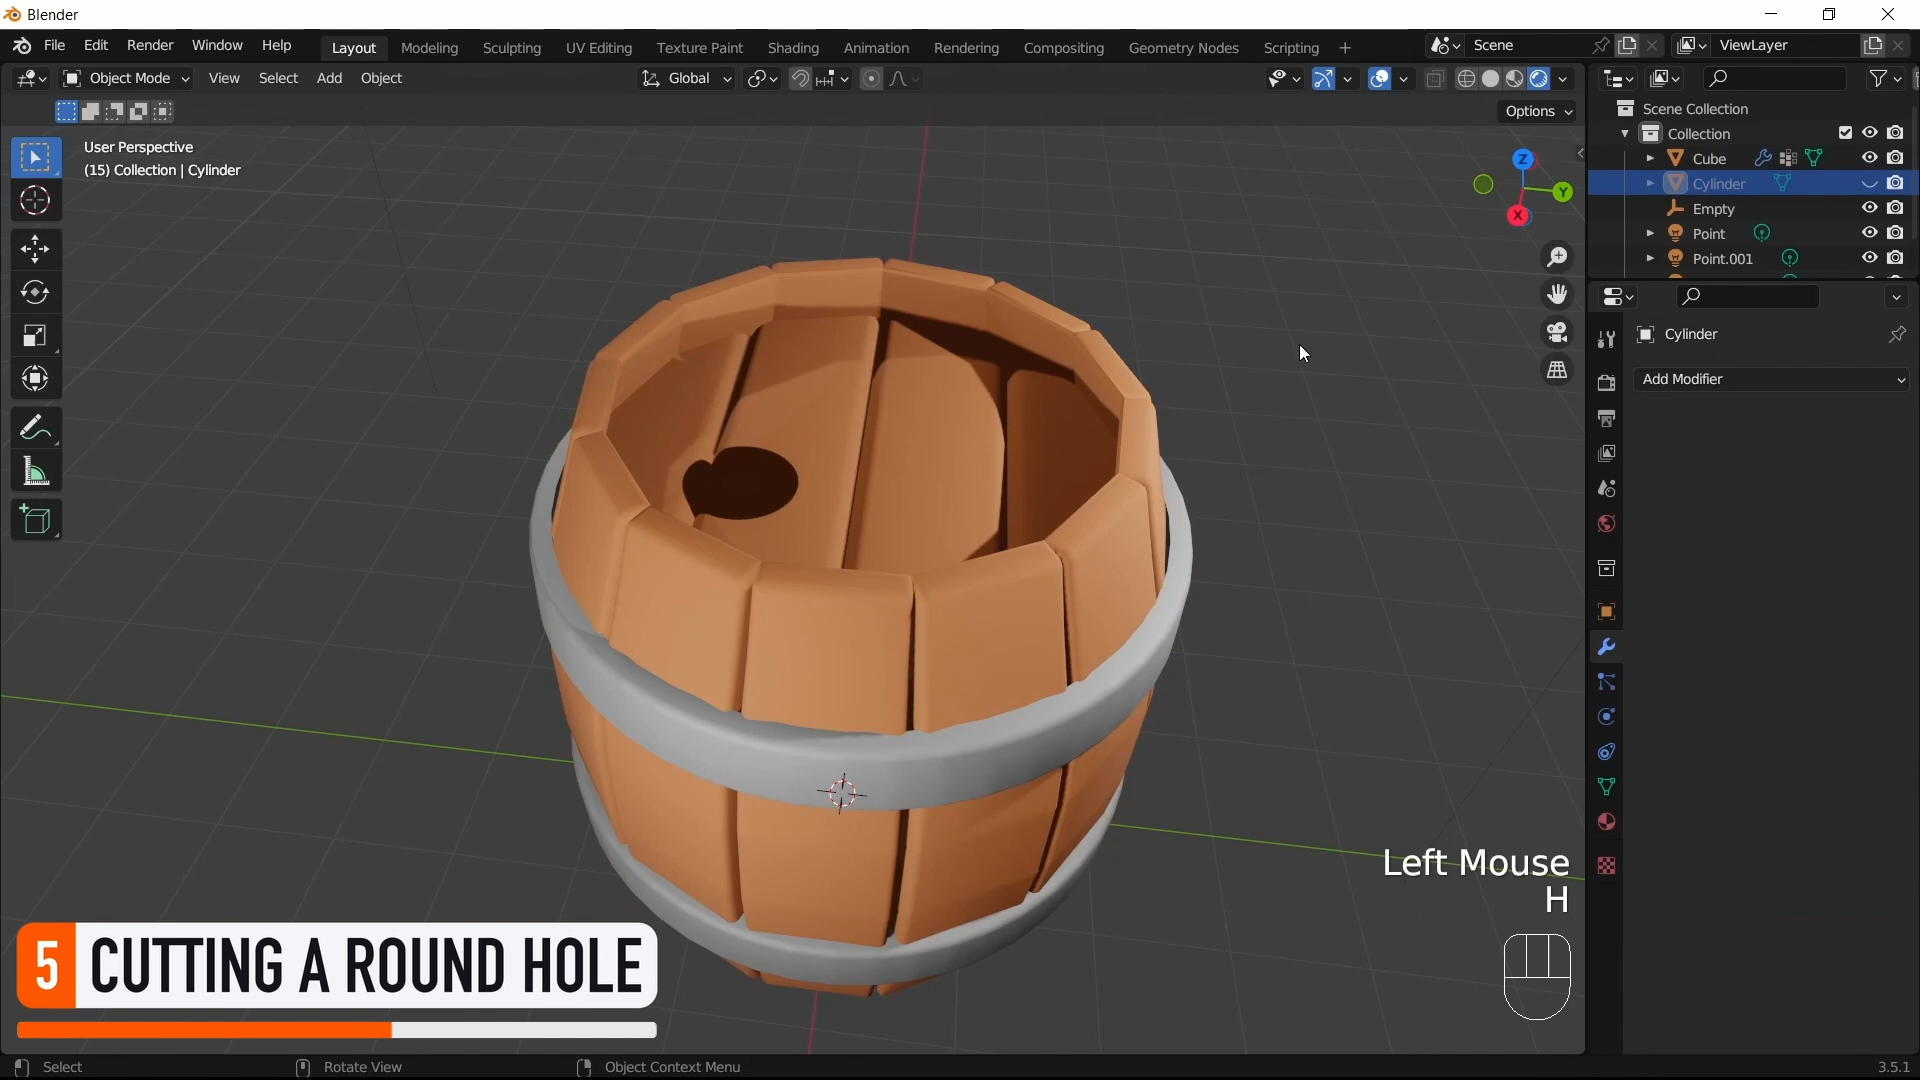 Blender
File Edit Render Window Help Layout Modeling Sculpting UV Editing Texture Paint Shading Animation Rendering Compositing Geometry Nodes Scripting + Scene ViewLayer
Object Mode View Select Add Object Global
Options
User Perspective
(15) Collection | Cylinder
Z
Y
X
Scene Collection
Collection
Cube
Cylinder
Empty
Point
Point.001
Cylinder
Add Modifier
Left Mouse
H
5 CUTTING A ROUND HOLE
Select Rotate View Object Context Menu 3.5.1